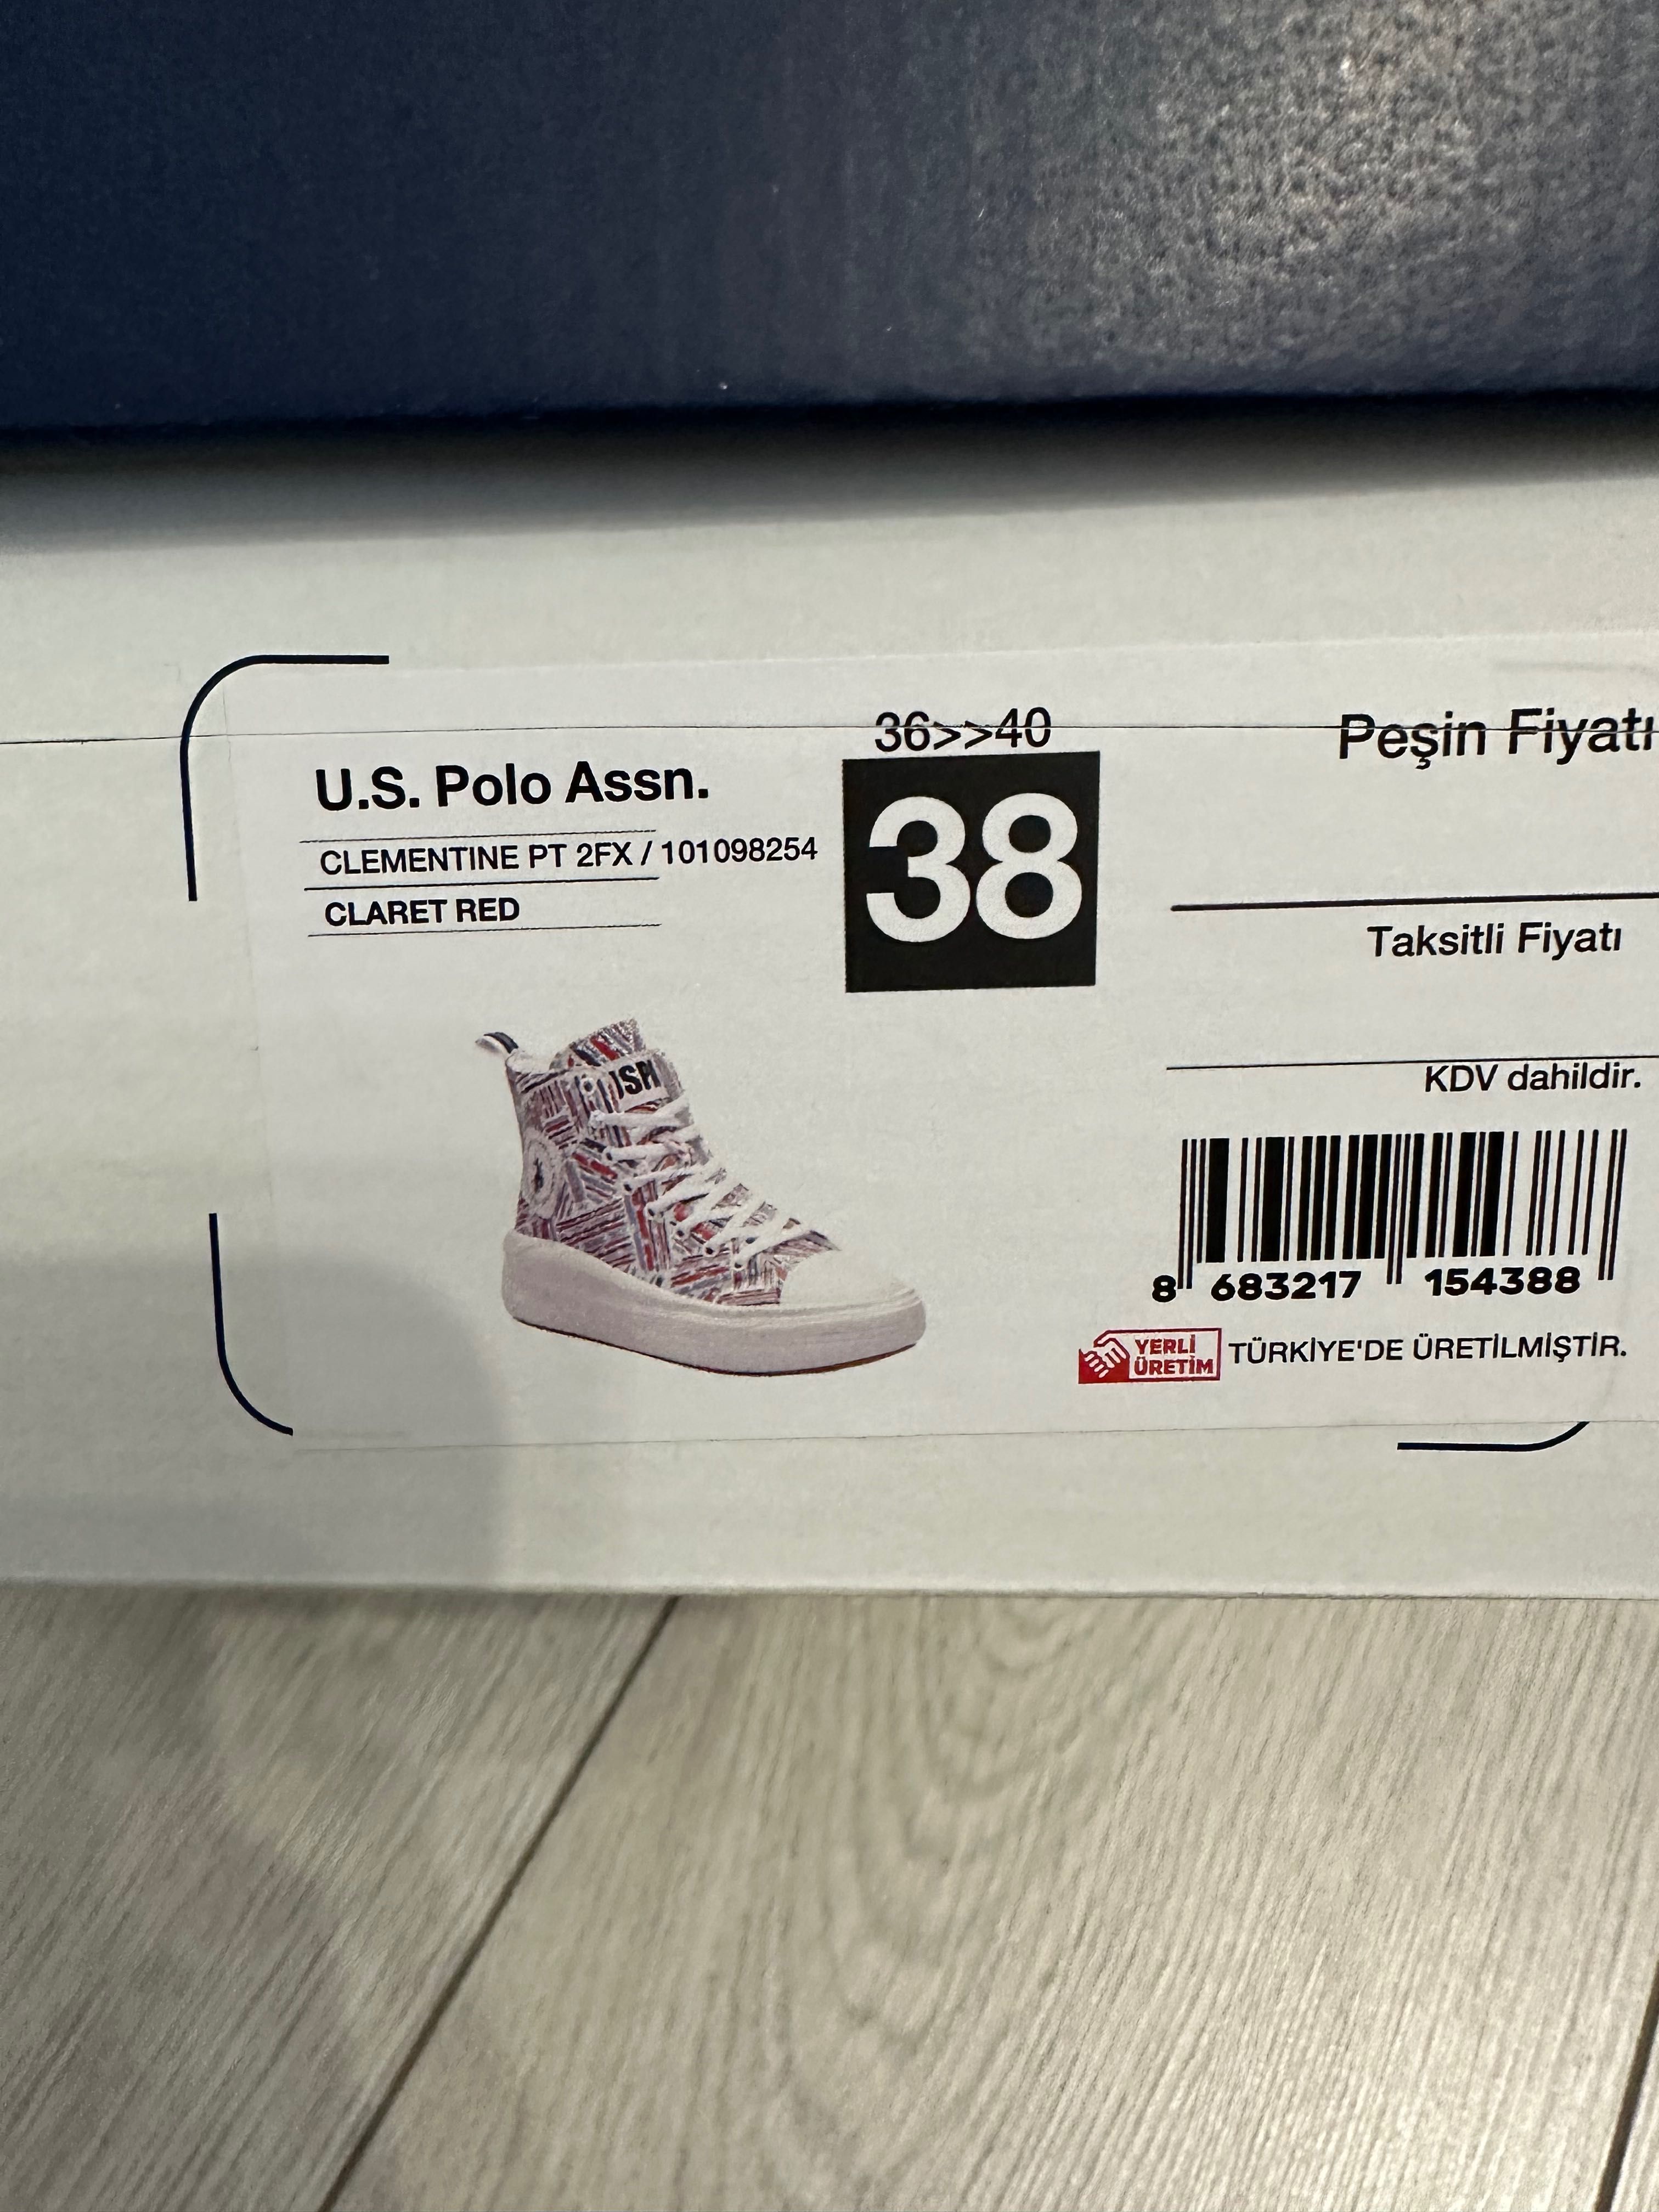 36>>40
U.S. Polo Assn.
CLEMENTINE PT 2FX / 101098254
CLARET RED
38
Peşin Fiyatı
Taksitli Fiyatı
KDV dahildir.
8 683217 154388
YERLİ
ÜRETİM
TÜRKİYE'DE ÜRETİLMİŞTİR.